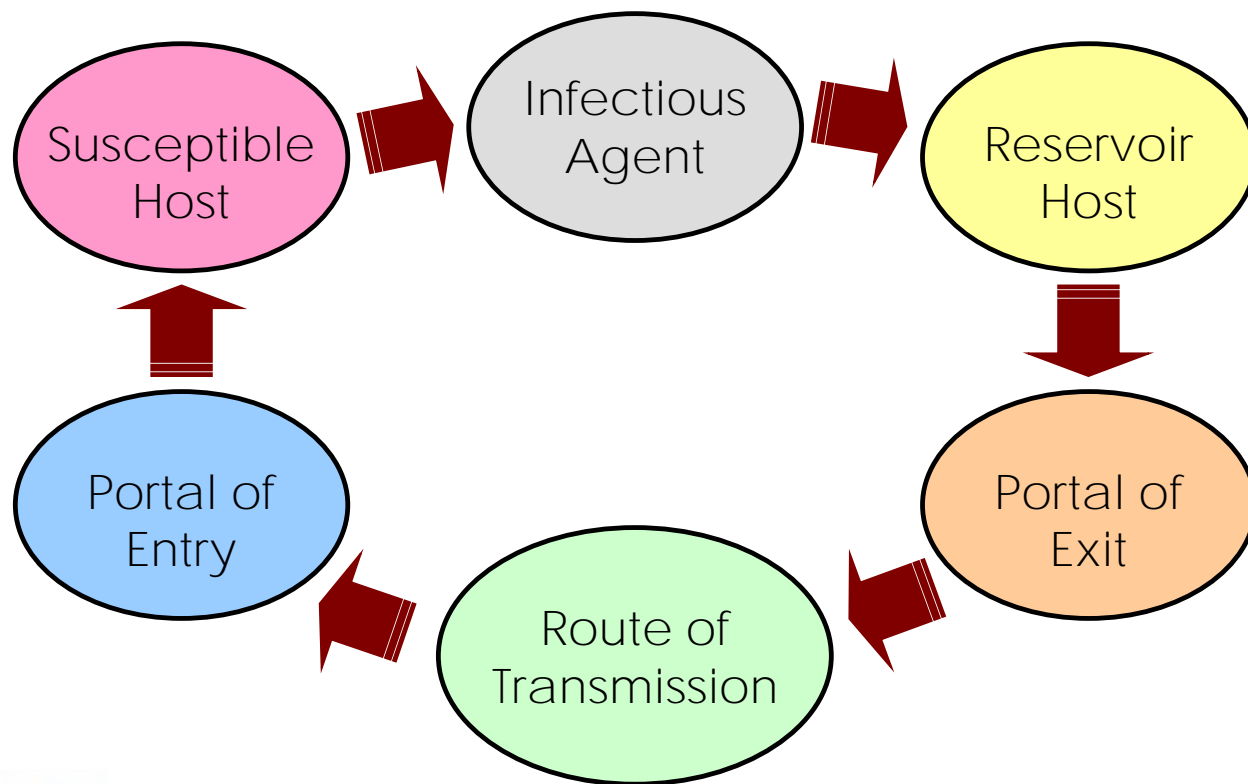 Infectious
Agent
Reservoir
Host
Portal of
Exit
Route of
Transmission
Portal of
Entry
Susceptible
Host